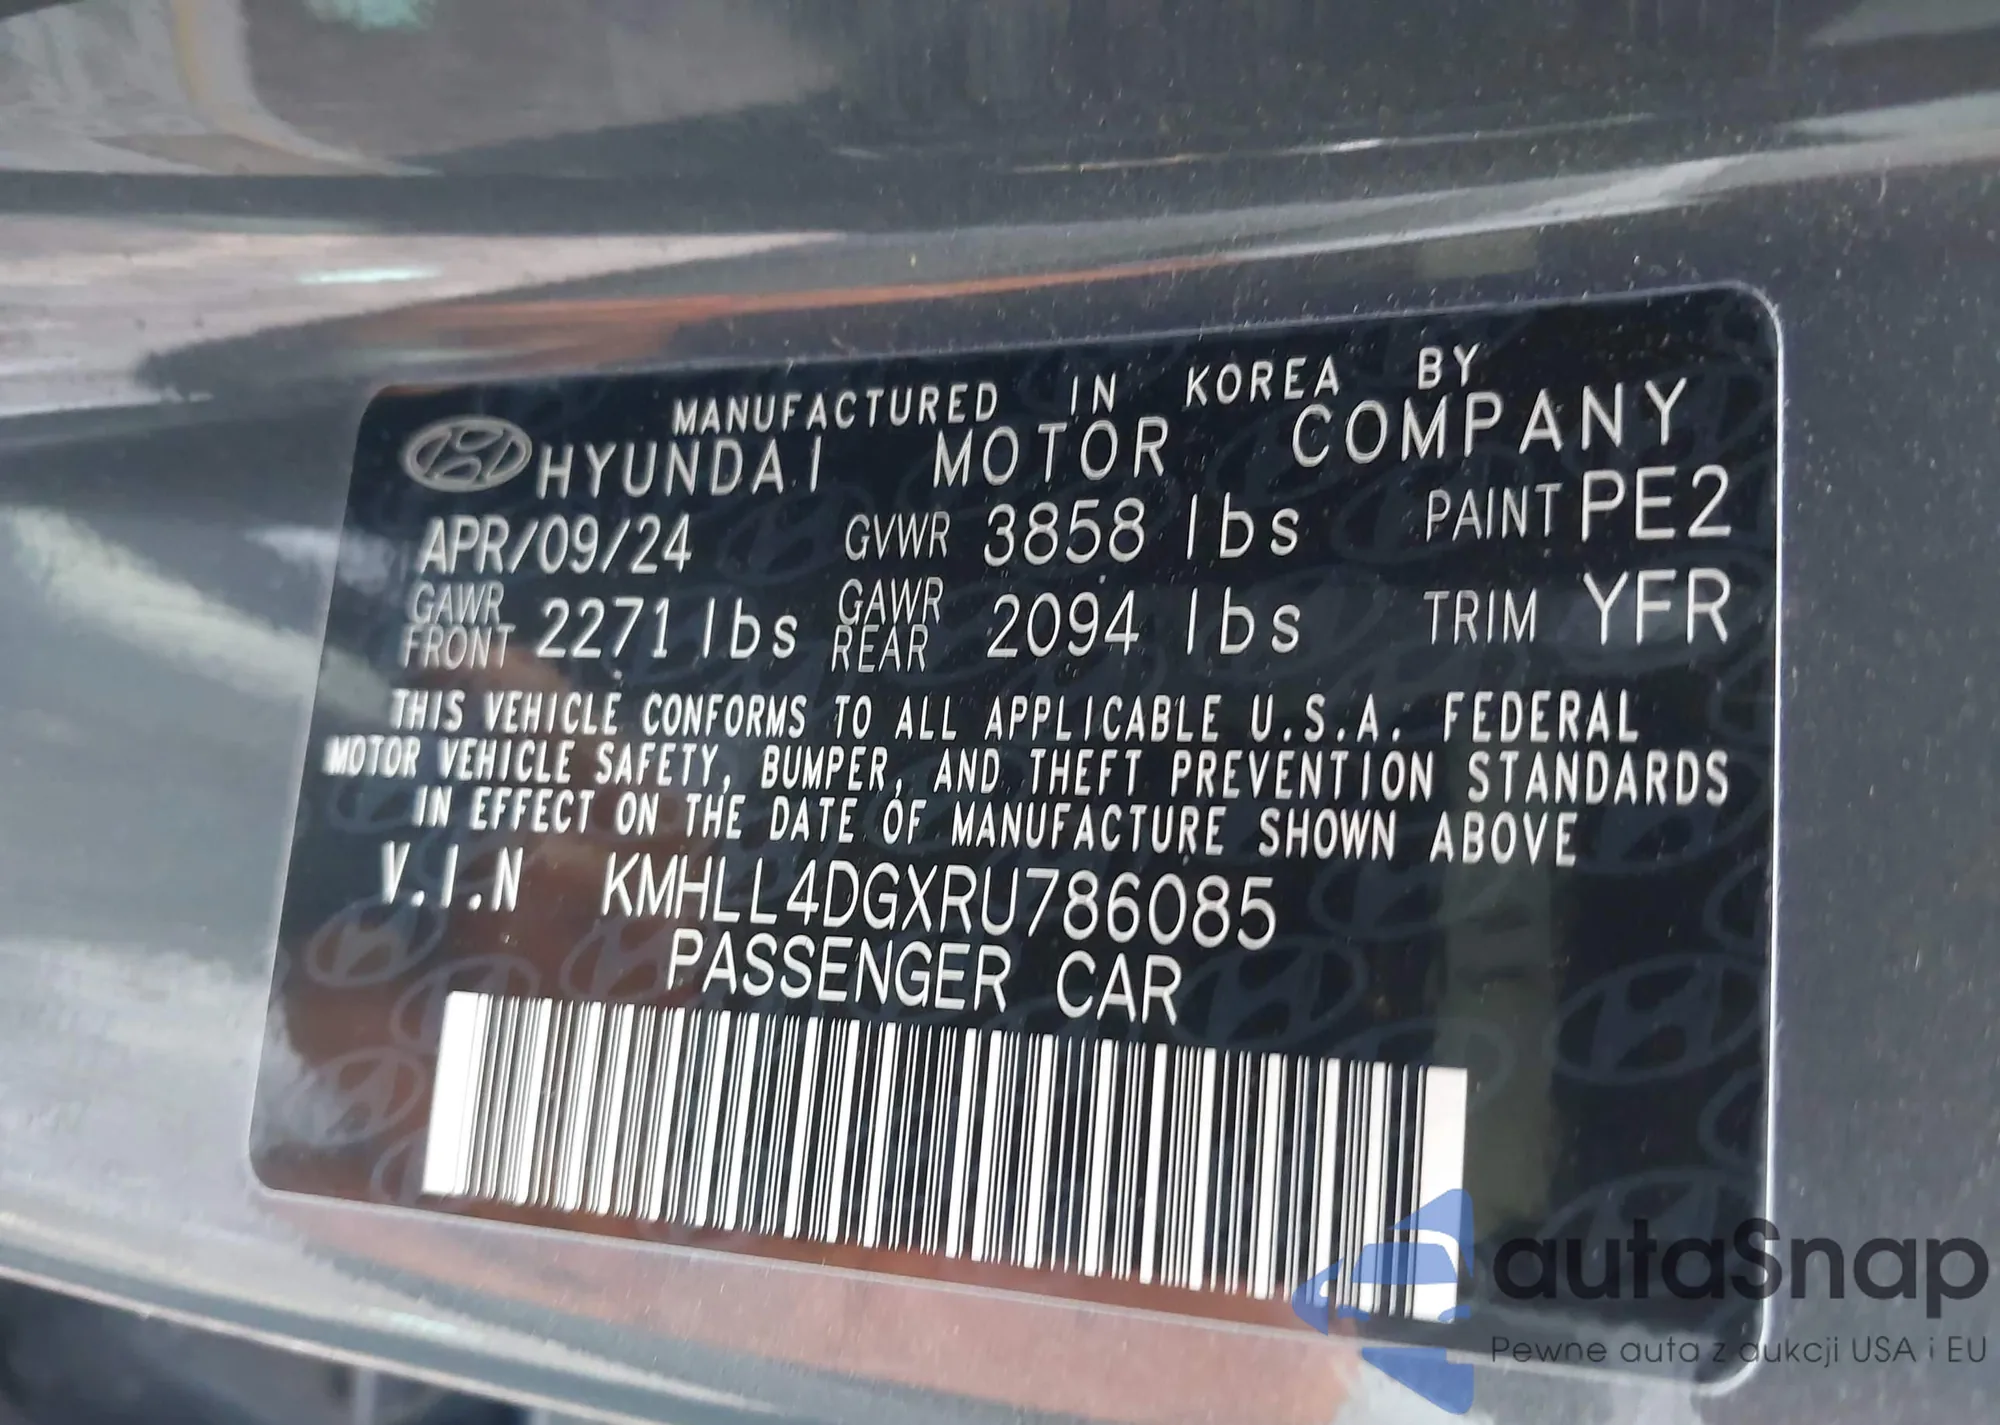 MANUFACTURED IN KOREA BY
HYUNDAI MOTOR COMPANY
APR/09/24 GVWR 3858 lbs PAINT PE2
GAWR FRONT 2271 lbs GAWR REAR 2094 lbs TRIM YFR
THIS VEHICLE CONFORMS TO ALL APPLICABLE U.S.A. FEDERAL
MOTOR VEHICLE SAFETY, BUMPER, AND THEFT PREVENTION STANDARDS
IN EFFECT ON THE DATE OF MANUFACTURE SHOWN ABOVE
V.I.N KMHLL4DGXRU786085
PASSENGER CAR
autaSnap
Pewne auta z aukcji USA i EU